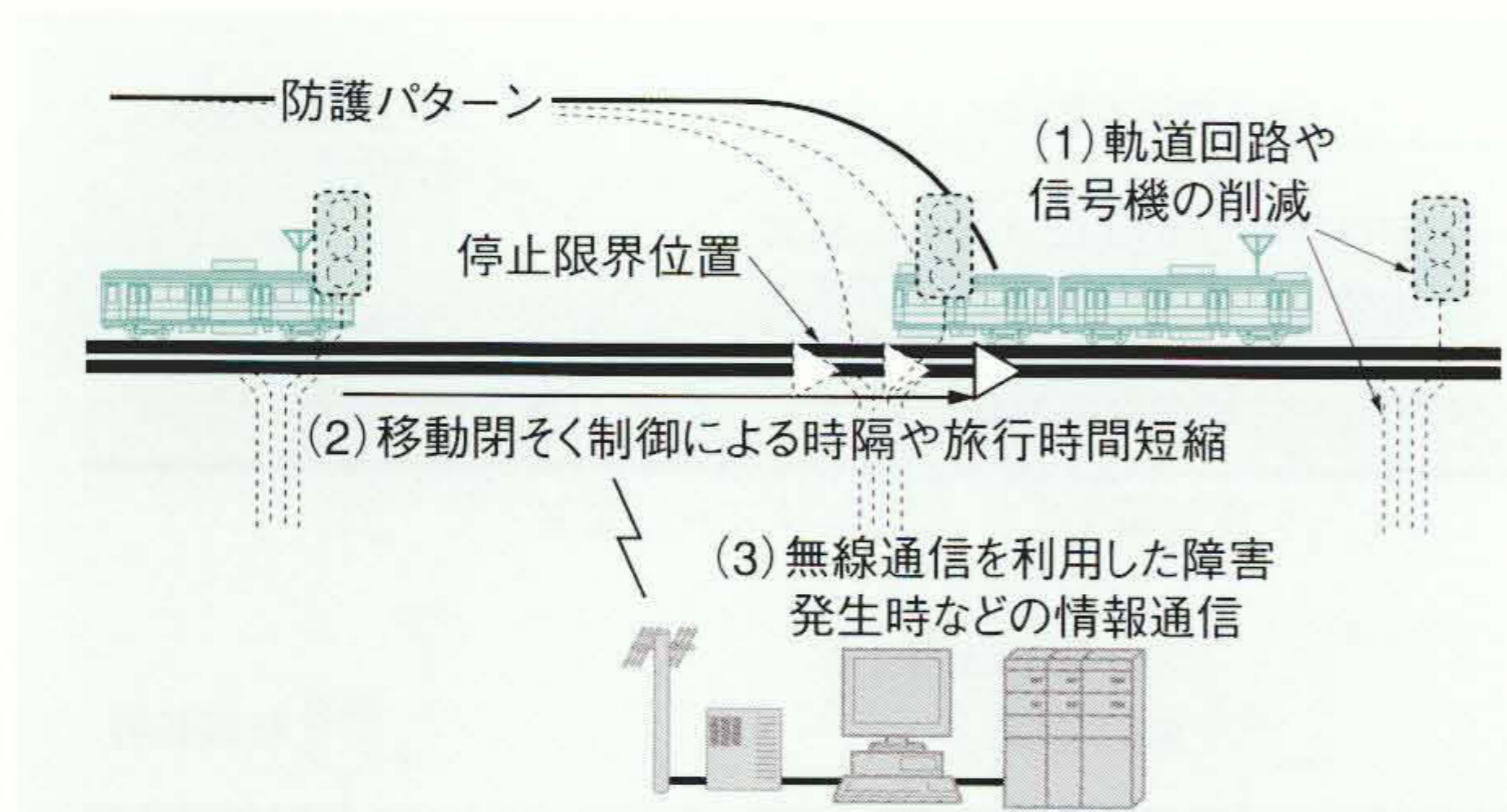 防護パターン
(1)軌道回路や
信号機の削減
停止限界位置
(2)移動閉そく制御による時隔や旅行時間短縮
(3)無線通信を利用した障害
発生時などの情報通信